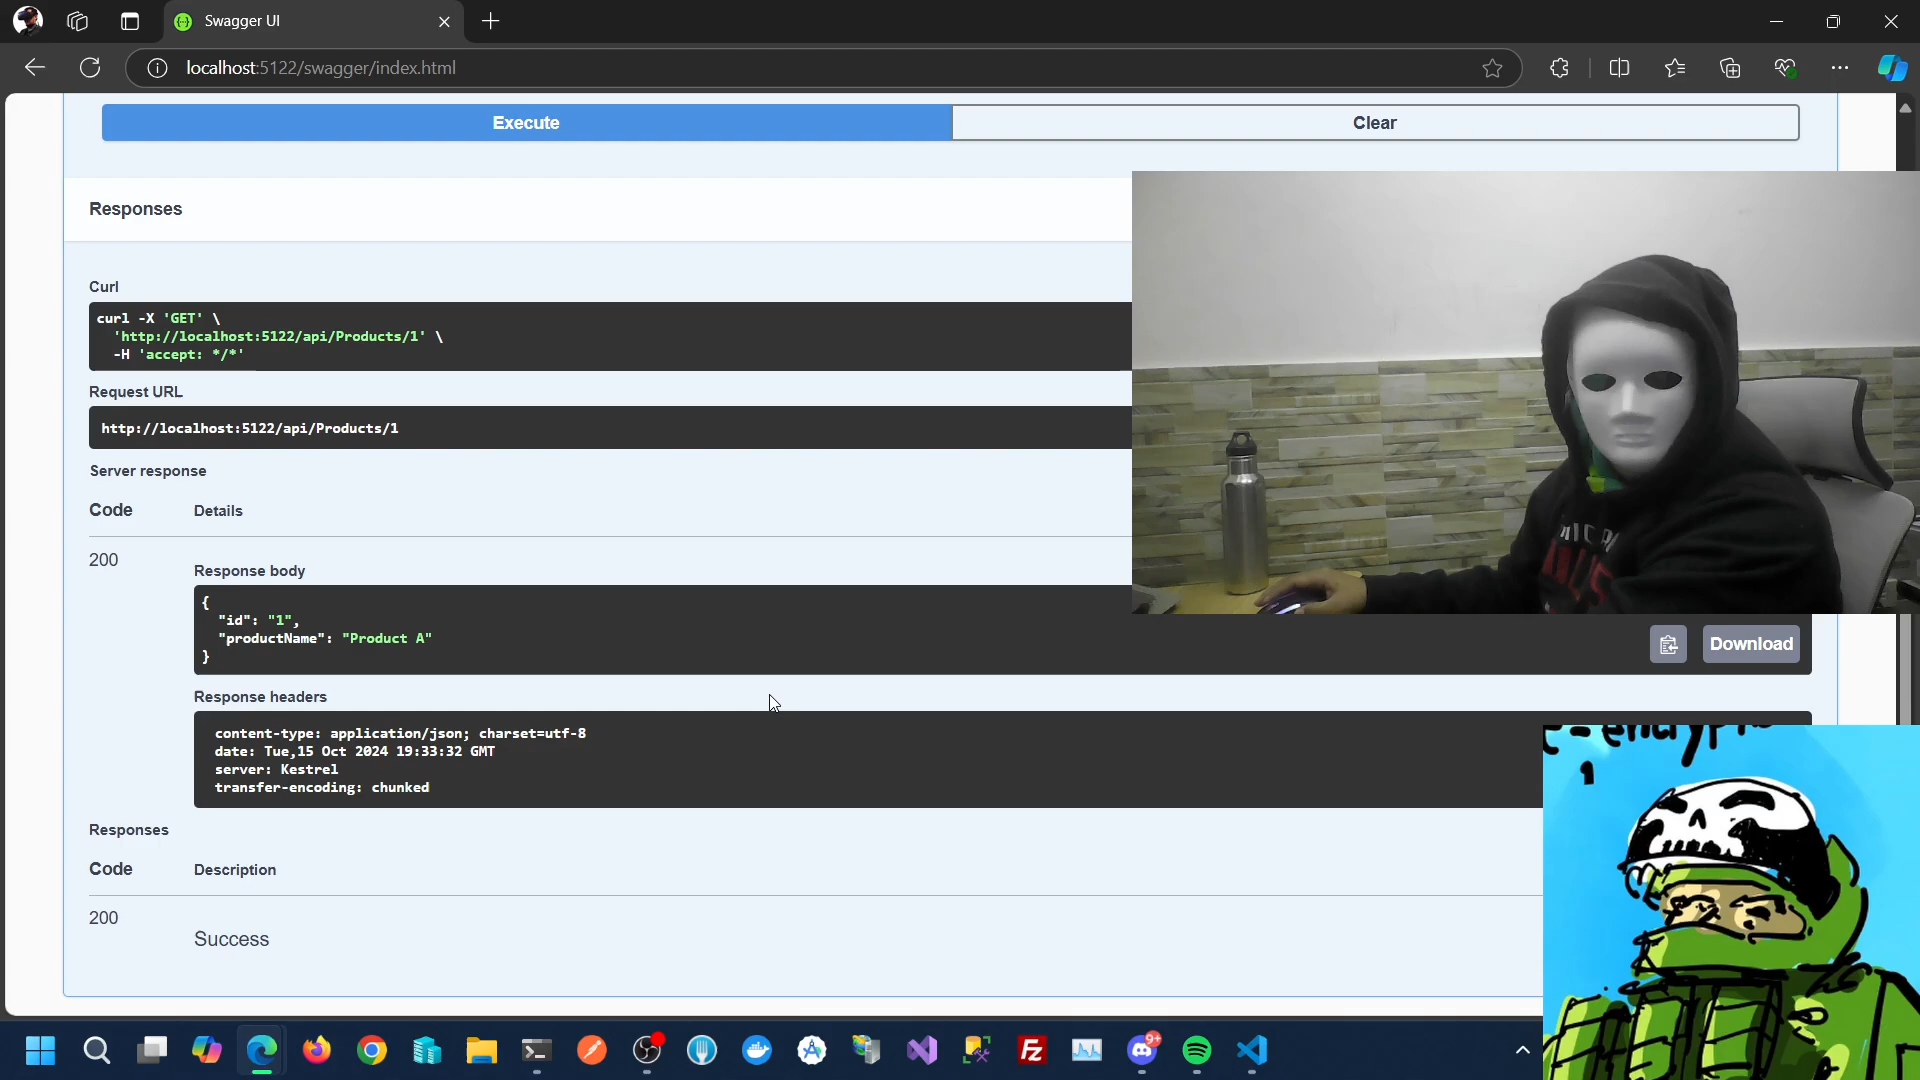 Swagger UI
localhost:5122/swagger/index.html
Execute
Clear
Responses
Curl
curl -X 'GET' \
'http://localhost:5122/api/Products/1' \
-H 'accept: */*'
Request URL
http://localhost:5122/api/Products/1
Server response
Code
Details
200
Response body
{
"id": "1",
"productName": "Product A"
}
Download
Response headers
content-type: application/json; charset=utf-8
date: Tue,15 Oct 2024 19:33:32 GMT
server: Kestrel
transfer-encoding: chunked
Responses
Code
Description
200
Success
9+
FZ